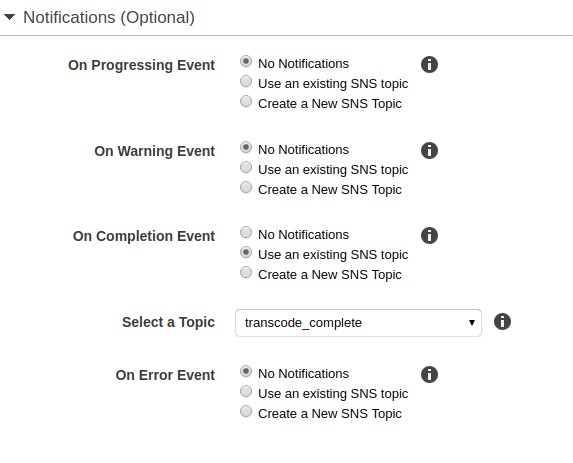 Notifications (Optional)
On Progressing Event
No Notifications
Use an existing SNS topic
Create a New SNS Topic
On Warning Event
No Notifications
Use an existing SNS topic
Create a New SNS Topic
On Completion Event
No Notifications
Use an existing SNS topic
Create a New SNS Topic
Select a Topic
transcode_complete
On Error Event
No Notifications
Use an existing SNS topic
Create a New SNS Topic